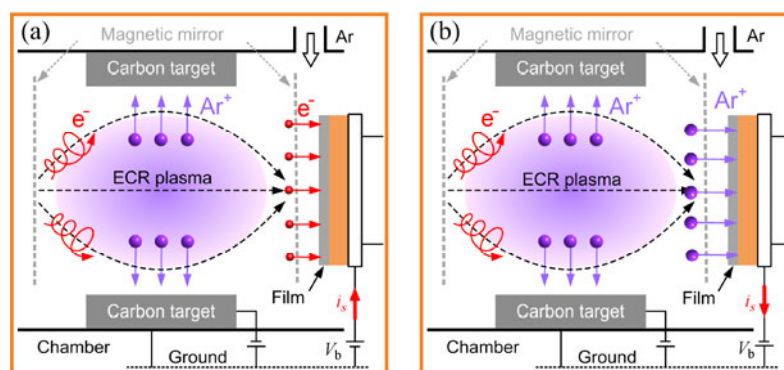 (a)
Magnetic mirror
Ar
Carbon target
e⁻
Ar⁺
e⁻
ECR plasma
Film
Carbon target
i_s
Chamber
Ground
V_b
(b)
Magnetic mirror
Ar
Carbon target
e⁻
Ar⁺
Ar⁺
ECR plasma
Film
Carbon target
i_s
Chamber
Ground
V_b